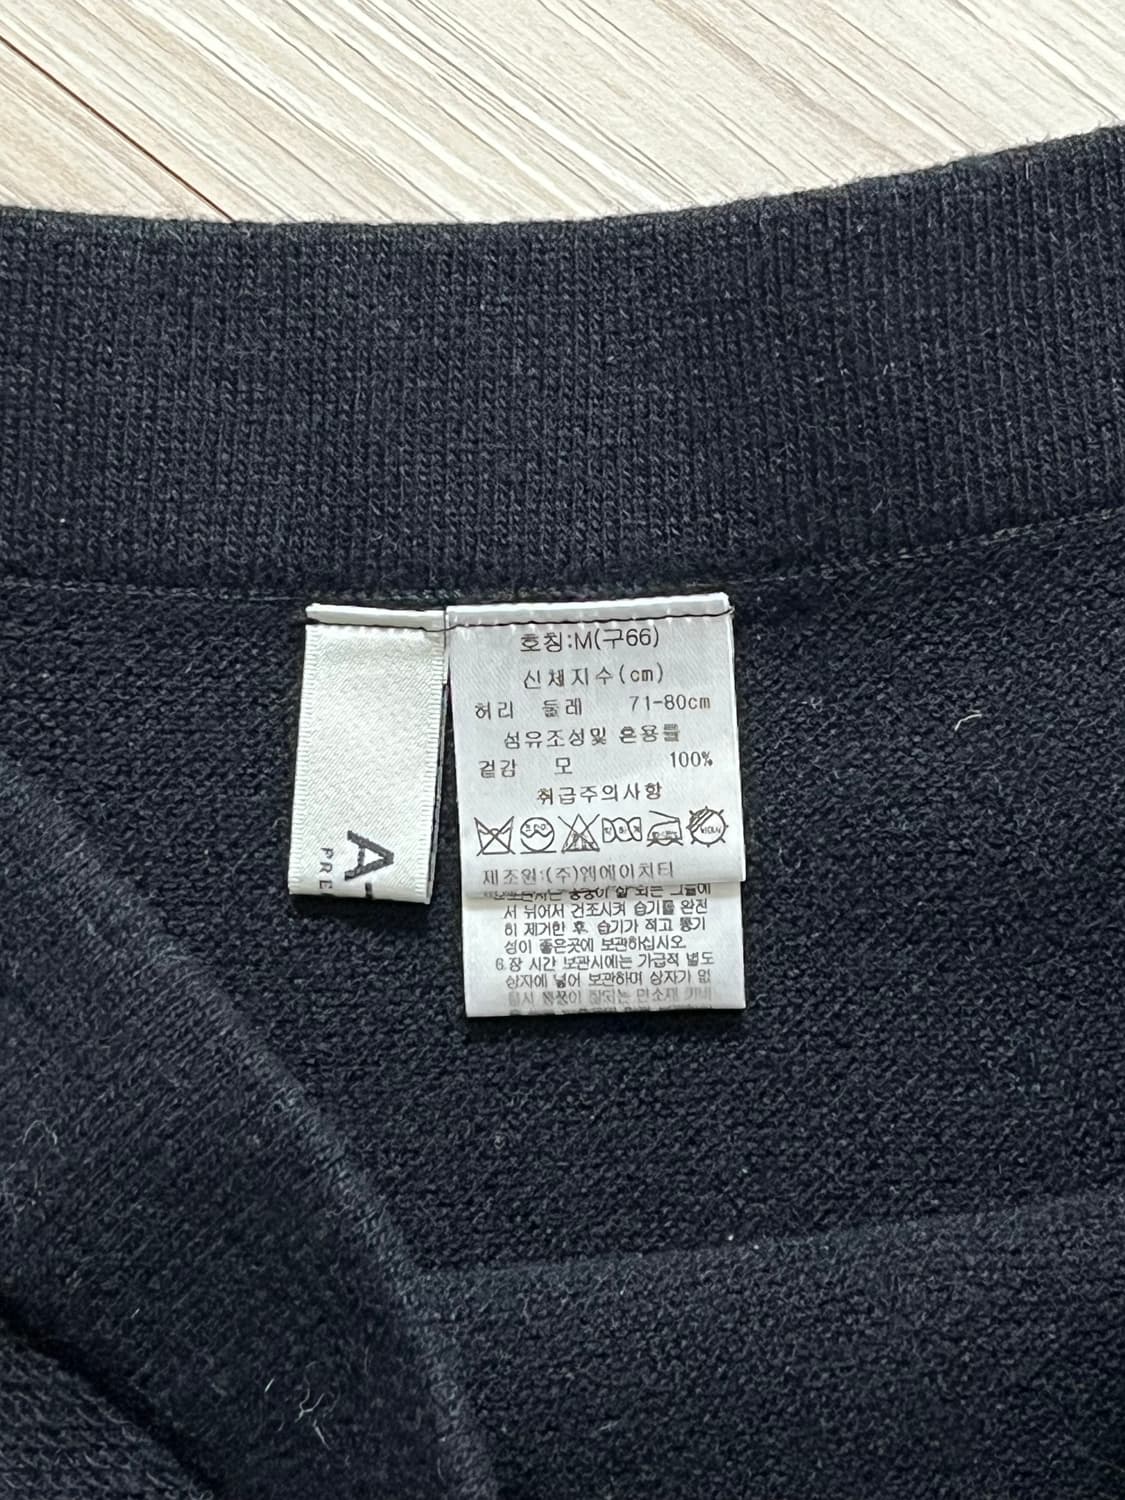 호칭:M(구66)
신체지수(cm)
허리 둘레 71-80cm
섬유조성및 혼용률
겉감 모 100%
취급주의사항
제조원:(주)엠에이치티
서 뉘어서 건조시켜 습기를 완전
히 제거한 후 습기가 적고 통기
성이 좋은곳에 보관하십시오.
6.장 시간 보관시에는 가급적 별도
상자에 넣어 보관하며 상자가 없
A
PRE